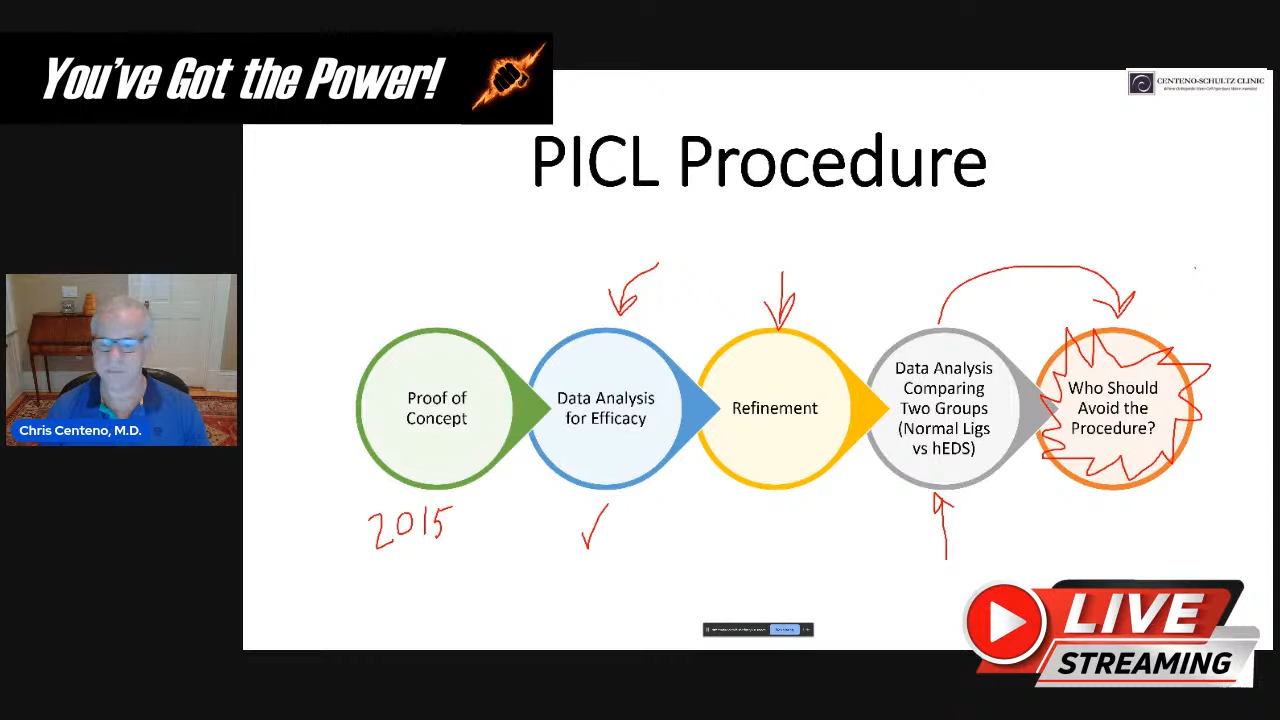 You've Got the Power!
CENTENO-SCHULTZ CLINIC
PICL Procedure
Proof of
Concept
Data Analysis
for Efficacy
Refinement
Data Analysis
Comparing
Two Groups
(Normal Ligs
vs hEDS)
Who Should
Avoid the
Procedure?
2015
Chris Centeno, M.D.
LIVE
STREAMING